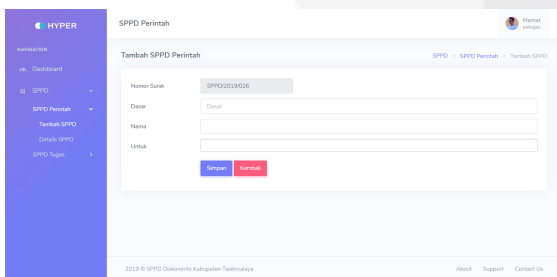 HYPER
SPPD Perintah
Mamat
petugas
NAVIGATION
Dashboard
SPPD
SPPD Perintah
Tambah SPPD
Details SPPD
SPPD Tugas
Tambah SPPD Perintah
SPPD > SPPD Perintah > Tambah SPPD
Nomor Surat
SPPD/2019/026
Dasar
Dasar
Nama
Untuk
Simpan
Kembali
2019 © SPPD Diskominfo Kabupaten Tasikmalaya
About Support Contact Us